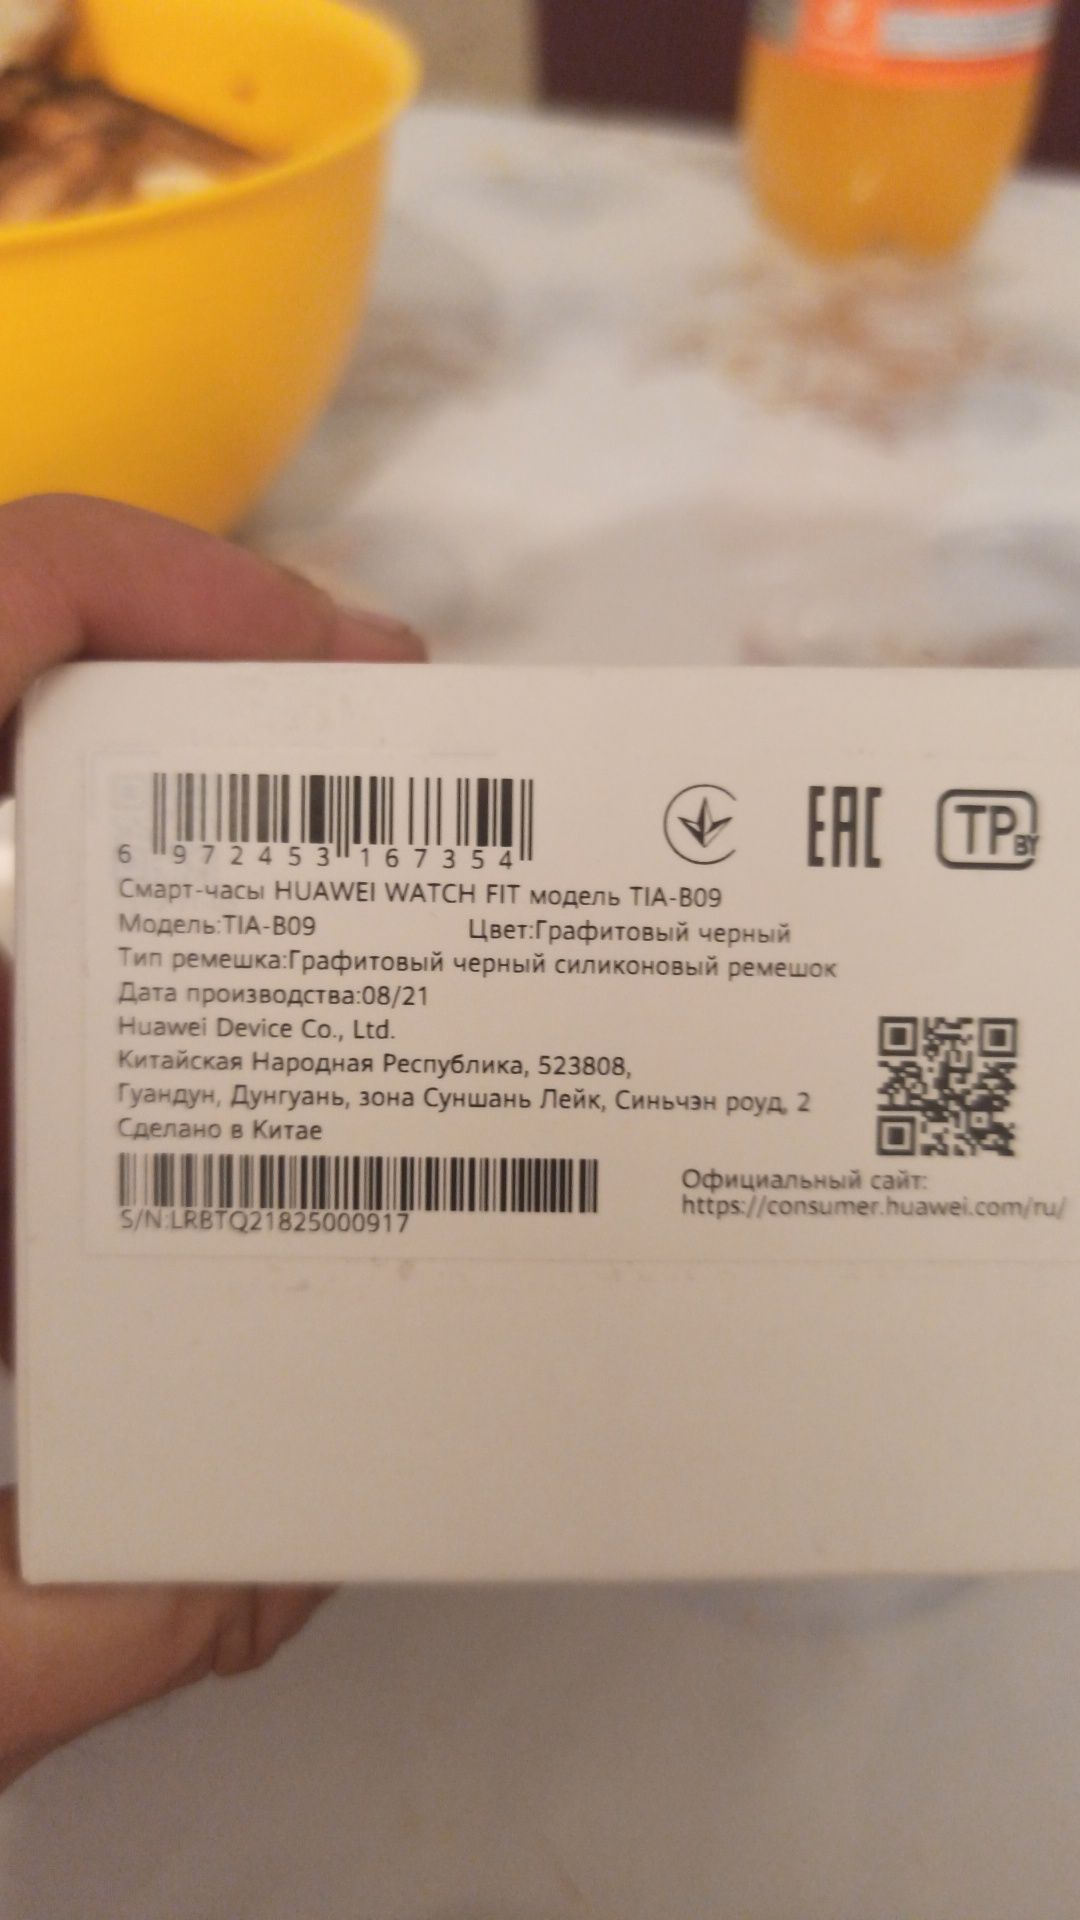 6 972453 167354
EAC
TP BY
Смарт-часы HUAWEI WATCH FIT модель TIA-B09
Модель:TIA-B09 Цвет:Графитовый черный
Тип ремешка:Графитовый черный силиконовый ремешок
Дата производства:08/21
Huawei Device Co., Ltd.
Китайская Народная Республика, 523808,
Гуандун, Дунгуань, зона Суншань Лейк, Синьчэн роуд, 2
Сделано в Китае
S/N:LRBTQ21825000917
Официальный сайт:
https://consumer.huawei.com/ru/